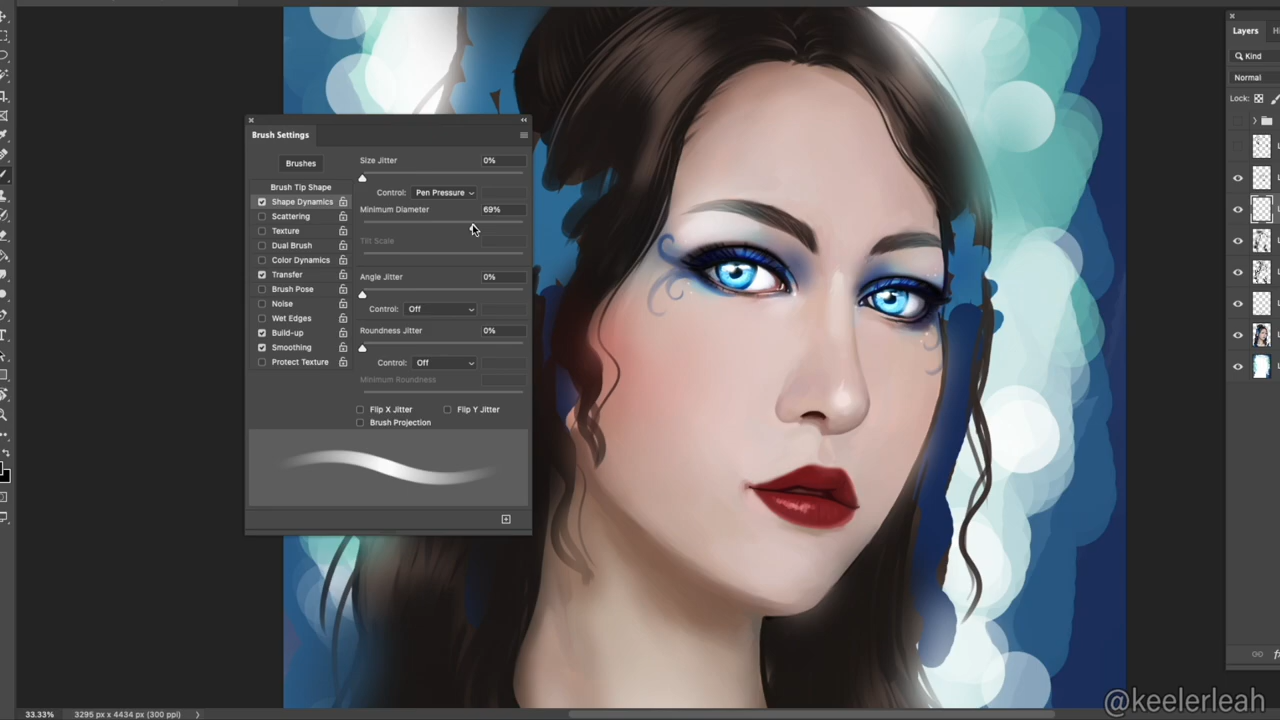 Layers
Kind
Normal
Lock:
Brush Settings
Brushes
Brush Tip Shape
Shape Dynamics
Scattering
Texture
Dual Brush
Color Dynamics
Transfer
Brush Pose
Noise
Wet Edges
Build-up
Smoothing
Protect Texture
Size Jitter 0%
Control: Pen Pressure
Minimum Diameter 69%
Tilt Scale
Angle Jitter 0%
Control: Off
Roundness Jitter 0%
Control: Off
Minimum Roundness
Flip X Jitter Flip Y Jitter
Brush Projection
33.33% 3295 px x 4434 px (300 ppi)
@keelerleah